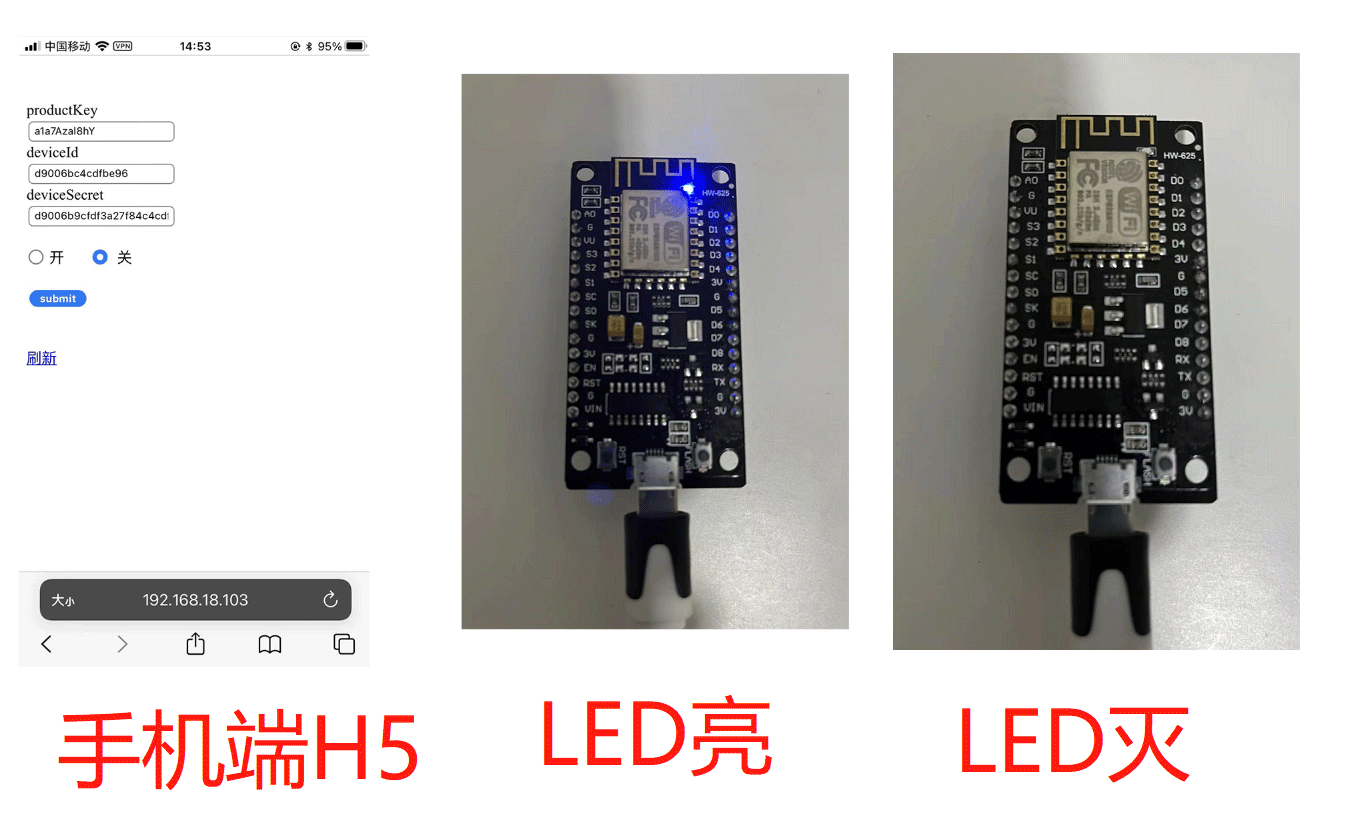 中国移动 VPN 14:53 95%
productKey
a1a7Azal8hY
deviceId
d9006bc4cdfbe96
deviceSecret
d9006b9cfdf3a27f84c4cd
开 关
submit
刷新
大小 192.168.18.103
手机端H5
HW-625
A0
G
VU
S3
S2
S1
SC
S0
SK
G
3V
EN
RST
G
VIN
D0
D1
D2
D3
D4
3V
G
D5
D6
D7
D8
RX
TX
G
3V
FC
WiFi
RST
FLASH
LED亮
HW-625
A0
G
VU
S3
S2
S1
SC
S0
SK
G
3V
EN
RST
G
VIN
D0
D1
D2
D3
D4
3V
G
D5
D6
D7
D8
RX
TX
G
3V
FC
WiFi
RST
FLASH
LED灭